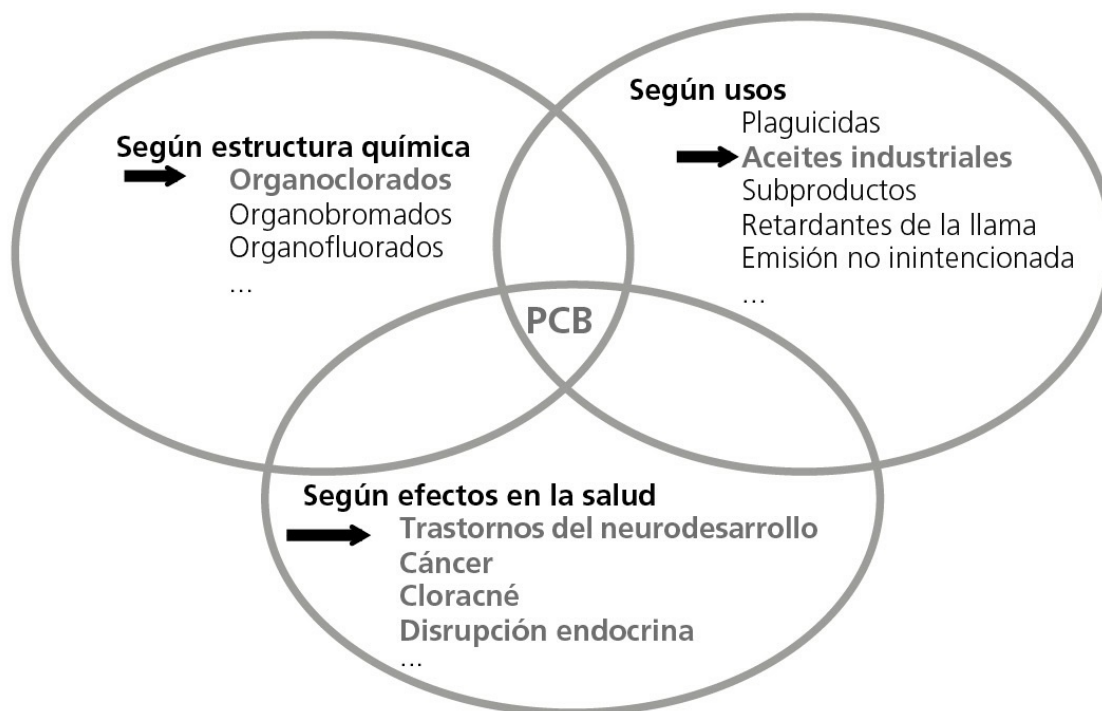 Según estructura química
Organoclorados
Organobromados
Organofluorados
...
Según usos
Plaguicidas
Aceites industriales
Subproductos
Retardantes de la llama
Emisión no inintencionada
...
PCB
Según efectos en la salud
Trastornos del neurodesarrollo
Cáncer
Cloracné
Disrupción endocrina
...